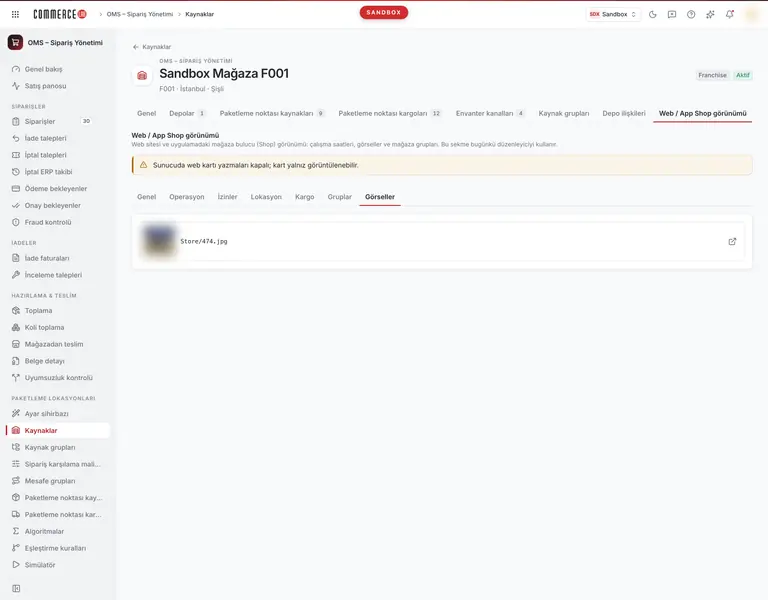 COMMERCE
OMS – Sipariş Yönetimi
Kaynaklar
SANDBOX
SDX Sandbox
OMS – Sipariş Yönetimi
Genel bakış
Satış panosu
SİPARİŞLER
Siparişler 30
İade talepleri
İptal talepleri
İptal ERP takibi
Ödeme bekleyenler
Onay bekleyenler
Fraud kontrolü
İADELER
İade faturaları
İnceleme talepleri
HAZIRLAMA & TESLİM
Toplama
Koli toplama
Mağazadan teslim
Belge detayı
Uyumsuzluk kontrolü
PAKETLEME LOKASYONLARI
Ayar sihirbazı
Kaynaklar
Kaynak grupları
Sipariş karşılama mali...
Mesafe grupları
Paketleme noktası kay...
Paketleme noktası kar...
Algoritmalar
Eşleştirme kuralları
Simülatör
Kaynaklar
OMS – SİPARİŞ YÖNETİMİ
Sandbox Mağaza F001
F001 · İstanbul · Şişli
Franchise
Aktif
Genel
Depolar 1
Paketleme noktası kaynakları 9
Paketleme noktası kargoları 12
Envanter kanalları 4
Kaynak grupları
Depo ilişkileri
Web / App Shop görünümü
Web / App Shop görünümü
Web sitesi ve uygulamadaki mağaza bulucu (Shop) görünümü: çalışma saatleri, görseller ve mağaza grupları. Bu sekme bugünkü düzenleyiciyi kullanır.
Sunucuda web kartı yazmaları kapalı; kart yalnız görüntülenebilir.
Genel
Operasyon
İzinler
Lokasyon
Kargo
Gruplar
Görseller
Store/474.jpg